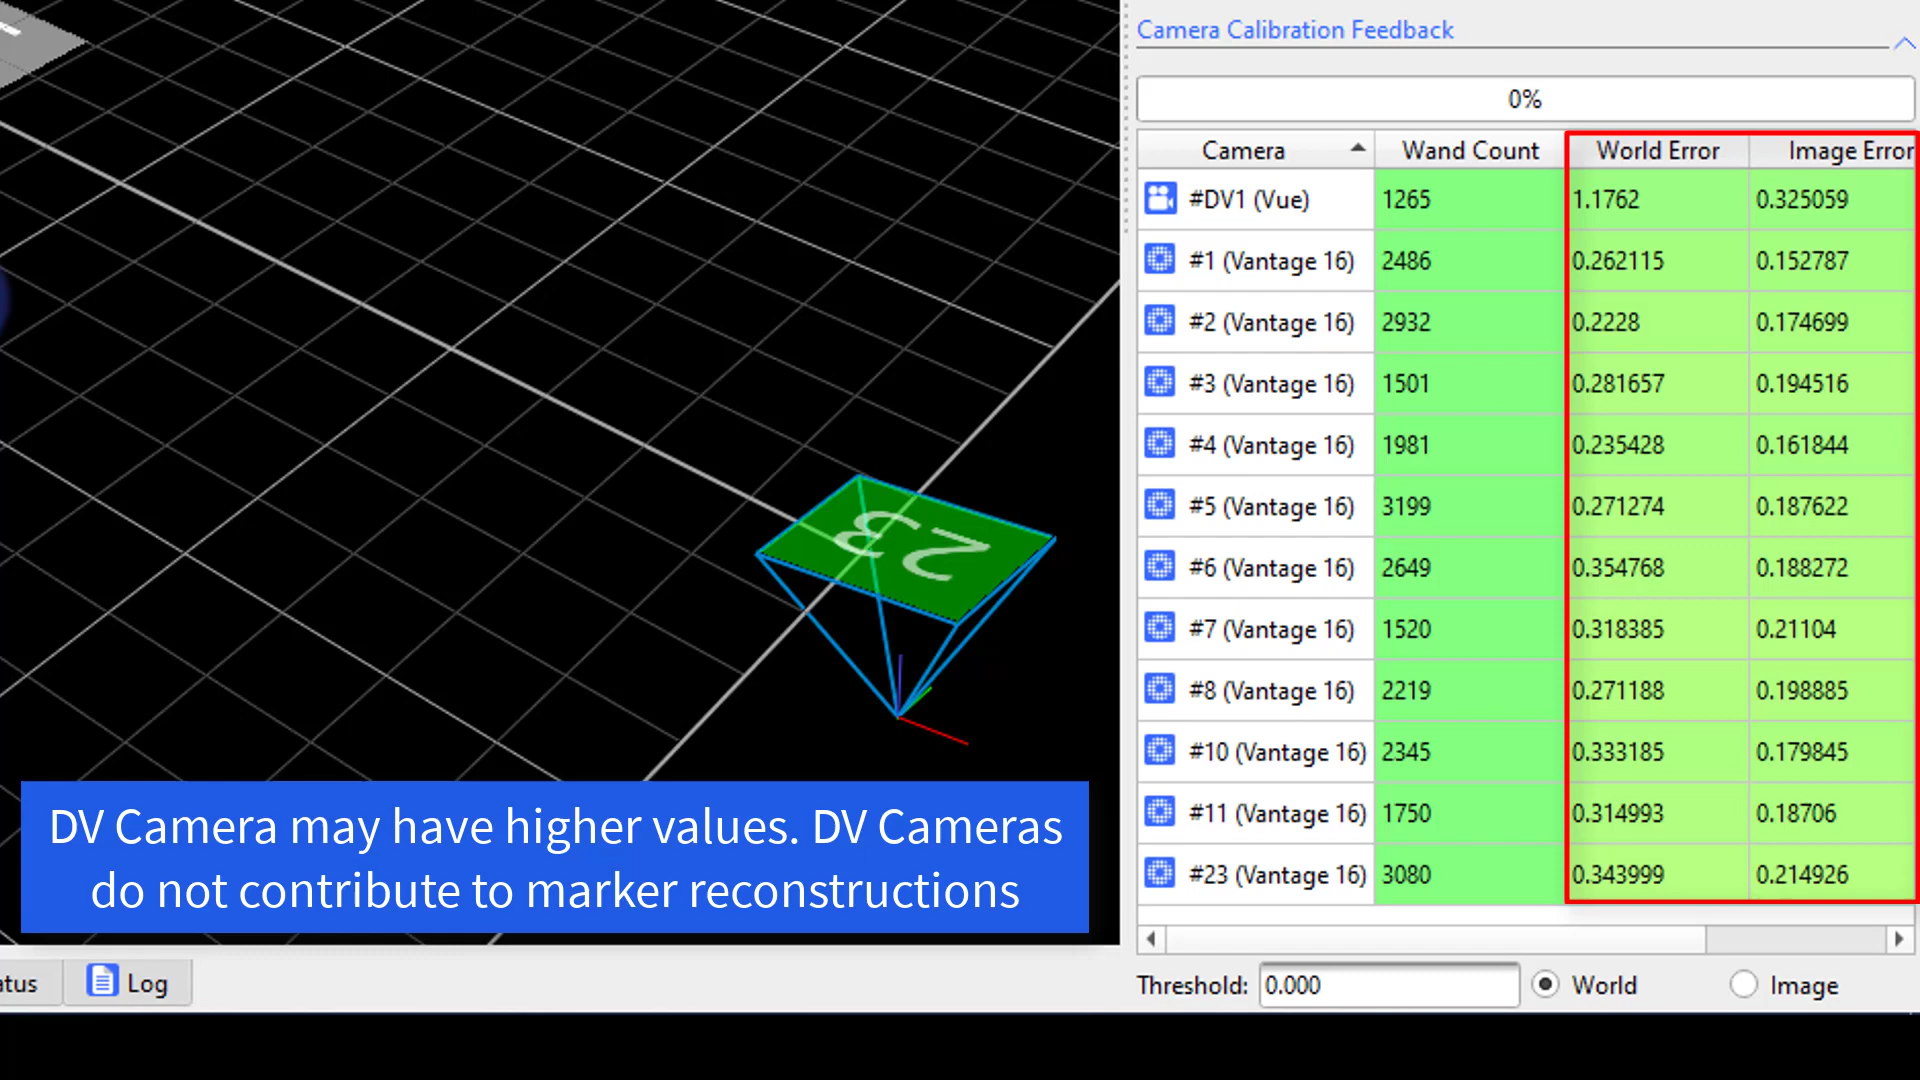 Camera Calibration Feedback
0%
Camera Wand Count World Error Image Error
#DV1 (Vue) 1265 1.1762 0.325059
#1 (Vantage 16) 2486 0.262115 0.152787
#2 (Vantage 16) 2932 0.2228 0.174699
#3 (Vantage 16) 1501 0.281657 0.194516
#4 (Vantage 16) 1981 0.235428 0.161844
#5 (Vantage 16) 3199 0.271274 0.187622
#6 (Vantage 16) 2649 0.354768 0.188272
#7 (Vantage 16) 1520 0.318385 0.21104
#8 (Vantage 16) 2219 0.271188 0.198885
#10 (Vantage 16) 2345 0.333185 0.179845
#11 (Vantage 16) 1750 0.314993 0.18706
#23 (Vantage 16) 3080 0.343999 0.214926
23
DV Camera may have higher values. DV Cameras
do not contribute to marker reconstructions
atus Log
Threshold: 0.000 World Image